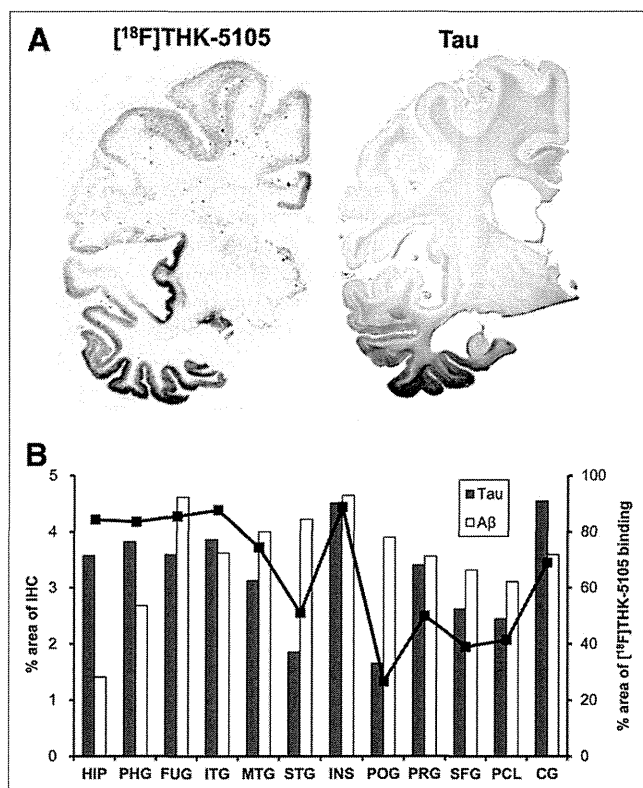 A
[¹⁸F]THK-5105
Tau
B
5
4
3
2
1
0
% area of IHC
100
80
60
40
20
0
% area of [¹⁸F]THK-5105 binding
Tau
Aβ
HIP PHG FUG ITG MTG STG INS POG PRG SFG PCL CG